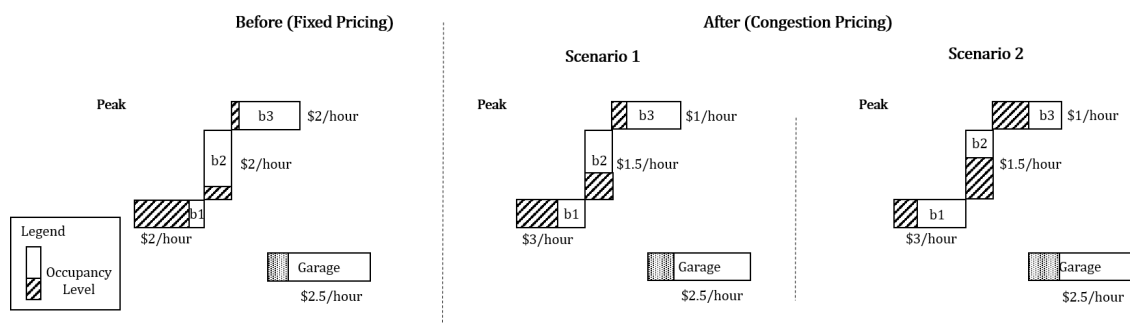 Before (Fixed Pricing)
After (Congestion Pricing)
Scenario 1
Scenario 2
Peak
b3
$2/hour
b2
$2/hour
b1
$2/hour
Garage
$2.5/hour
Legend
Occupancy
Level
Peak
b3
$1/hour
b2
$1.5/hour
b1
$3/hour
Garage
$2.5/hour
Peak
b3
$1/hour
b2
$1.5/hour
b1
$3/hour
Garage
$2.5/hour